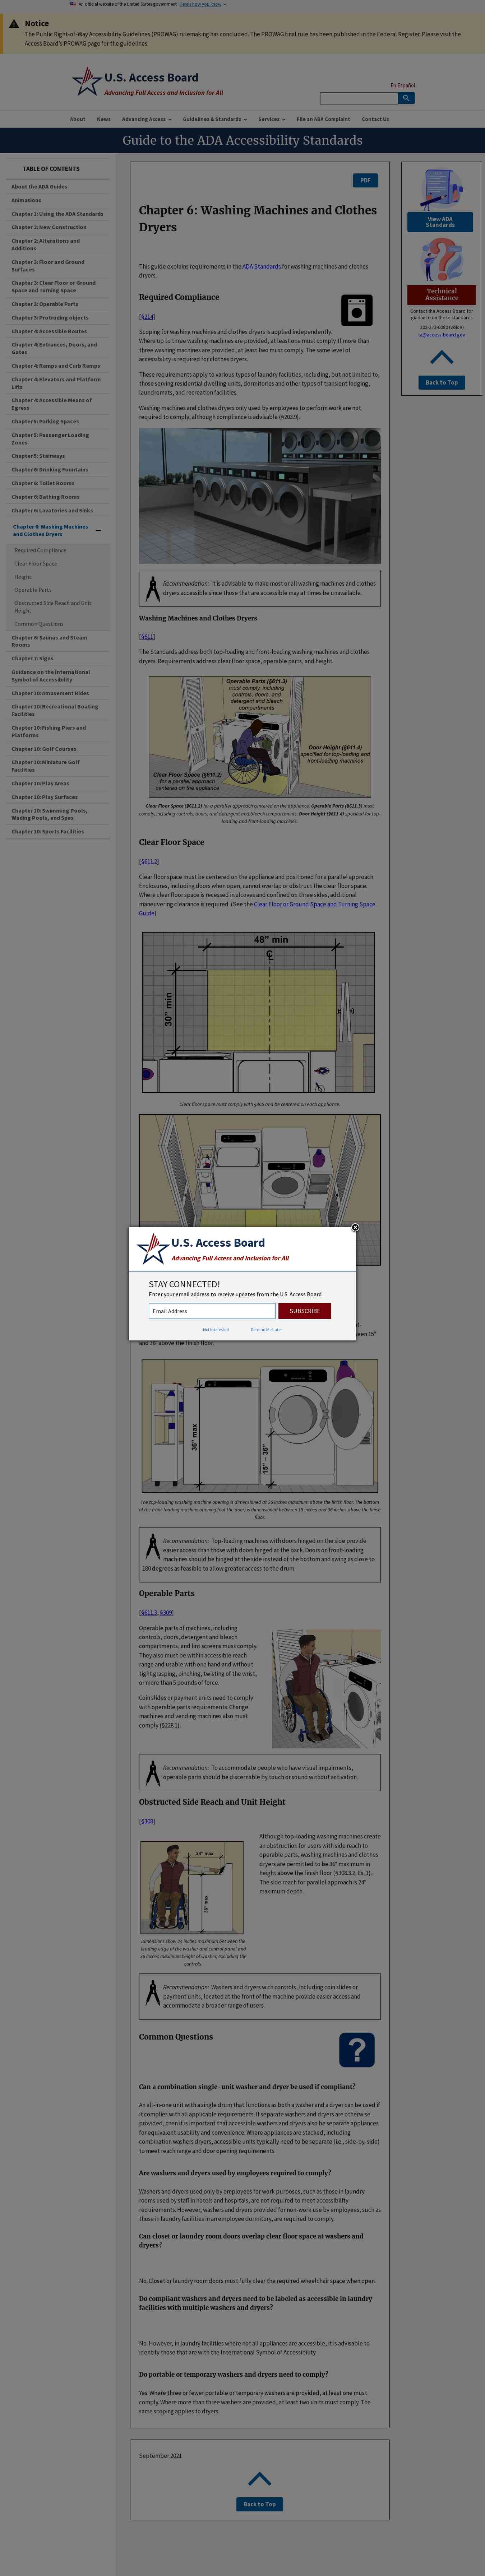 An official website of the United States government Here's how you know
Notice
The Public Right-of-Way Accessibility Guidelines (PROWAG) rulemaking has concluded. The PROWAG final rule has been published in the Federal Register. Please visit the
Access Board's PROWAG page for the guidelines.
U.S. Access Board
Advancing Full Access and Inclusion for All
En Español
About News Advancing Access Guidelines & Standards Services File an ABA Complaint Contact Us
Guide to the ADA Accessibility Standards
TABLE OF CONTENTS
About the ADA Guides
Animations
Chapter 1: Using the ADA Standards
Chapter 2: New Construction
Chapter 2: Alterations and
Additions
Chapter 3: Floor and Ground
Surfaces
Chapter 3: Clear Floor or Ground
Space and Turning Space
Chapter 3: Operable Parts
Chapter 3: Protruding objects
Chapter 4: Accessible Routes
Chapter 4: Entrances, Doors, and
Gates
Chapter 4: Ramps and Curb Ramps
Chapter 4: Elevators and Platform
Lifts
Chapter 4: Accessible Means of
Egress
Chapter 5: Parking Spaces
Chapter 5: Passenger Loading
Zones
Chapter 5: Stairways
Chapter 6: Drinking Fountains
Chapter 6: Toilet Rooms
Chapter 6: Bathing Rooms
Chapter 6: Lavatories and Sinks
Chapter 6: Washing Machines
and Clothes Dryers
Required Compliance
Clear Floor Space
Height
Operable Parts
Obstructed Side Reach and Unit
Height
Common Questions
Chapter 6: Saunas and Steam
Rooms
Chapter 7: Signs
Guidance on the International
Symbol of Accessibility
Chapter 10: Amusement Rides
Chapter 10: Recreational Boating
Facilities
Chapter 10: Fishing Piers and
Platforms
Chapter 10: Golf Courses
Chapter 10: Miniature Golf
Facilities
Chapter 10: Play Areas
Chapter 10: Play Surfaces
Chapter 10: Swimming Pools,
Wading Pools, and Spas
Chapter 10: Sports Facilities
PDF
Chapter 6: Washing Machines and Clothes
Dryers
This guide explains requirements in the ADA Standards for washing machines and clothes
dryers.
Required Compliance
[§214]
Scoping for washing machines and clothes dryers is applied independently. Where
three or fewer washing machines or clothes dryers are provided, at least one must
comply. If more than three are provided, at least two must comply. If more than
one type of washing machine or clothes dryer is provided, the same level of
accessibility is required of clothes dryers.
These requirements apply to various types of laundry facilities, including, but not limited to,
residential dwelling units, dormitories and dwelling units in other types of transient lodging,
laundromats, and recreation facilities.
Washing machines and clothes dryers only used by employees to perform work are not
required to comply, although compliance is advisable (§203.9).
Recommendation: It is advisable to make most or all washing machines and clothes
dryers accessible since those that are accessible may at times be unavailable.
Washing Machines and Clothes Dryers
[§611]
The Standards address both top-loading and front-loading washing machines and clothes
dryers. Requirements address clear floor space, operable parts, and height.
Operable Parts (§611.3)
must comply,
including controls,
doors, and
detergent and
bleach
compartments
Door Height (§611.4)
specified for top-loading and
front-loading machines
Clear Floor Space (§611.2)
for a parallel approach
centered on the appliance
Clear Floor Space (§611.2) for a parallel approach centered on the appliance. Operable Parts (§611.3) must
comply, including controls, doors, and detergent and bleach compartments. Door Height (§611.4) specified for top-
loading and front-loading machines.
Clear Floor Space
[§611.2]
Clear floor space must be centered on the appliance and positioned for a parallel approach.
Enclosures, including doors when open, cannot overlap or obstruct the clear floor space.
Where clear floor space is recessed in alcoves and is confined on three sides, additional
maneuvering clearance is required. (See the Clear Floor or Ground Space and Turning Space
Guide)
48" min
30" min
Clear floor space must comply with §305 and be centered on each appliance.
and 36" above the finish floor.
36" max
15" – 36"
The top-loading washing machine opening is dimensioned at 36 inches maximum above the finish floor. The bottom
of the front-loading machine opening (not the door) is dimensioned between 15 inches and 36 inches above the finish
floor.
Recommendation: Top-loading machines with doors hinged on the side provide
easier access than those with doors hinged at the back. Doors on front-loading
machines should be hinged at the side instead of the bottom and swing as close to
180 degrees as feasible to allow greater access to the drum.
Operable Parts
[§611.3, §309]
Operable parts of machines, including
controls, doors, detergent and bleach
compartments, and lint screens must comply.
They also must be within accessible reach
range and usable with one hand and without
tight grasping, pinching, twisting of the wrist,
or more than 5 pounds of force.
Coin slides or payment slots need to comply
with operable parts requirements. Change
machines and vending machines also must
comply (§228.1).
Recommendation: To accommodate people who have visual impairments,
operable parts should be discernable by touch or sound without activation.
Obstructed Side Reach and Unit Height
[§308]
24" max
36" max
Dimensions show 24 inches maximum between the
leading edge of the washer and control panel and
36 inches maximum height of washer, excluding the
controls.
Although top-loading washing machines create
an obstruction for users with side reach to
operable parts, washing machines and clothes
dryers are permitted to be 36" maximum in
height above the finish floor (§308.3.2, Ex. 1).
The side reach for parallel approach is 24"
maximum depth.
Recommendation: Washers and dryers with controls, including coin slides or
payment units, located at the front of the machine provide easier access and
accommodate a broader range of users.
Common Questions
Can a combination single-unit washer and dryer be used if compliant?
An all-in-one unit with a single drum that functions as both a washer and dryer could be used if
it complies with all applicable requirements. If separate washers and dryers are otherwise
provided, then it is important that accessible washers and dryers also be separate appliances
for equivalent usability and convenience. Where appliances are stacked, including
combination washers dryers, accessible units typically need to be separate (i.e., side-by-side)
to meet reach range and door opening requirements.
Are washers and dryers used by employees required to comply?
Washers and dryers used only by employees for work purposes, such as those in laundry
rooms used by staff in hotels and hospitals, are not required to meet accessibility
requirements. However, washers and dryers provided for non-work use by employees, such as
those in laundry facilities in an employee dormitory, are required to comply.
Can closet or laundry room doors overlap clear floor space at washers and
dryers?
No. Closet or laundry room doors must fully clear the required wheelchair space when open.
Do compliant washers and dryers need to be labeled as accessible in laundry
facilities with multiple washers and dryers?
No. However, in laundry facilities where not all appliances are accessible, it is advisable to
identify those that are with the International Symbol of Accessibility.
Do portable or temporary washers and dryers need to comply?
Yes. Where three or fewer portable or temporary washers are provided, at least one must
comply. Where more than three washers are provided, at least two units must comply. The
same scoping applies to dryers.
September 2021
Back to Top
View ADA
Standards
Technical
Assistance
Contact the Access Board for
guidance on these standards
202-272-0080 (voice)
ta@access-board.gov
Back to Top
U.S. Access Board
Advancing Full Access and Inclusion for All
STAY CONNECTED!
Enter your email address to receive updates from the U.S. Access Board.
Email Address
SUBSCRIBE
Not Interested
Remind Me Later